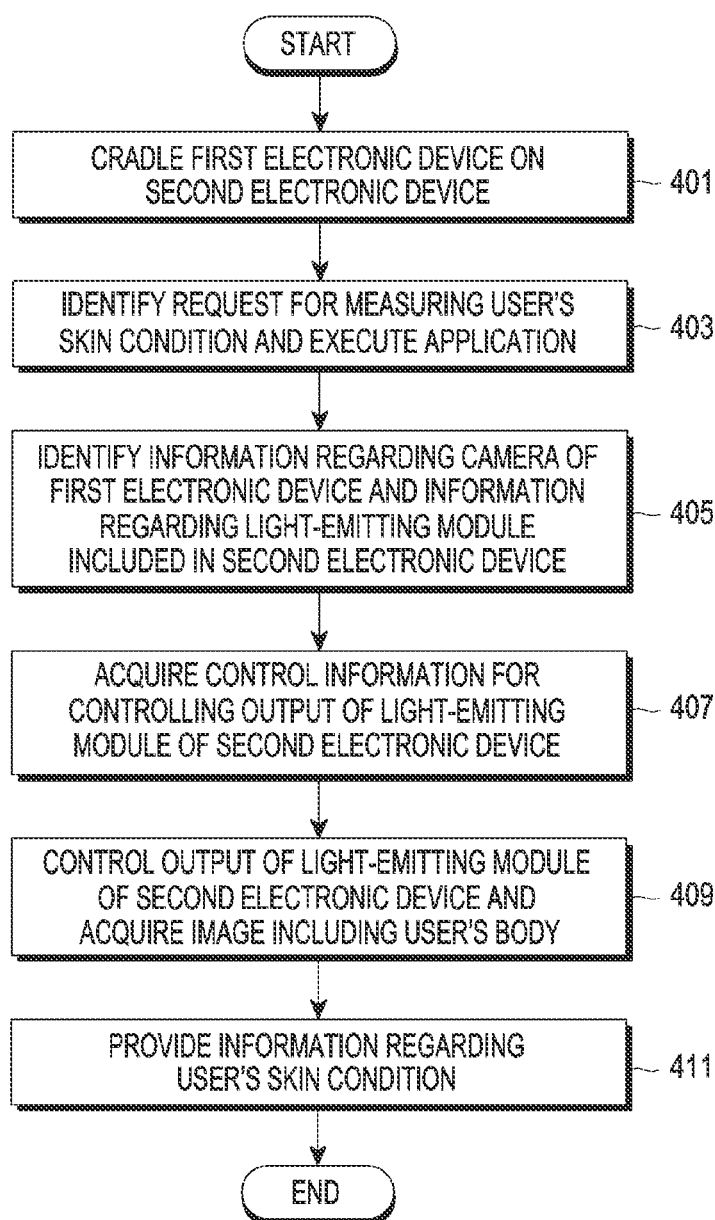 START
CRADLE FIRST ELECTRONIC DEVICE ON
SECOND ELECTRONIC DEVICE
401
IDENTIFY REQUEST FOR MEASURING USER'S
SKIN CONDITION AND EXECUTE APPLICATION
403
IDENTIFY INFORMATION REGARDING CAMERA OF
FIRST ELECTRONIC DEVICE AND INFORMATION
REGARDING LIGHT-EMITTING MODULE
INCLUDED IN SECOND ELECTRONIC DEVICE
405
ACQUIRE CONTROL INFORMATION FOR
CONTROLLING OUTPUT OF LIGHT-EMITTING
MODULE OF SECOND ELECTRONIC DEVICE
407
CONTROL OUTPUT OF LIGHT-EMITTING MODULE
OF SECOND ELECTRONIC DEVICE AND
ACQUIRE IMAGE INCLUDING USER'S BODY
409
PROVIDE INFORMATION REGARDING
USER'S SKIN CONDITION
411
END